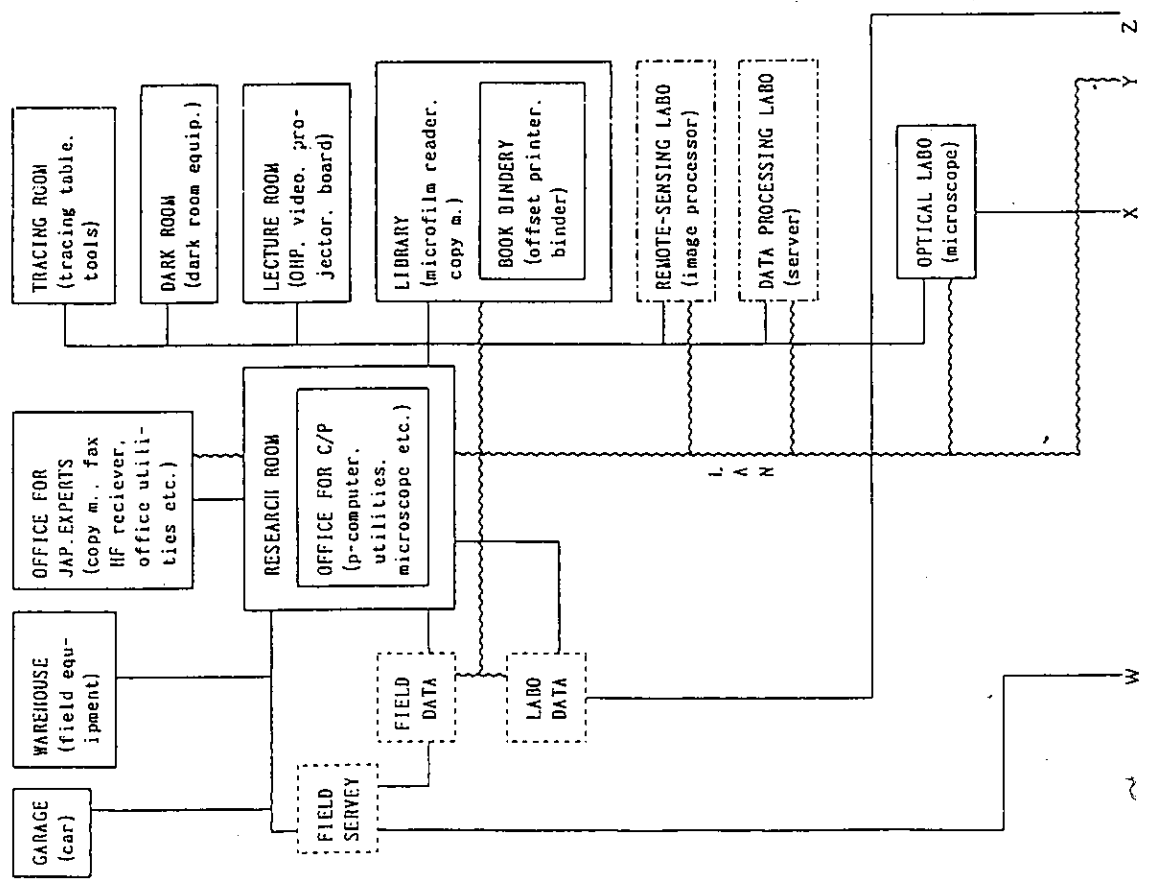 GARAGE
(car)
WAREHOUSE
(field equ-
ipment)
OFFICE FOR
JAP.EXPERTS
(copy m., fax
HF reciever,
office utili-
ties etc.)
TRACING ROOM
(tracing table.
tools)
DARK ROOM
(dark room equip.)
LECTURE ROOM
(OHP. video. pro-
jector. board)
RESEARCH ROOM
OFFICE FOR C/P
(p-computer.
utilities.
microscope etc.)
FIELD
SERVEY
FIELD
DATA
LABO
DATA
LIBRARY
(microfilm reader.
copy m.)
BOOK BINDERY
(offset printer.
binder)
REMOTE-SENSING LABO
(image processor)
DATA PROCESSING LABO
(server)
LAN
OPTICAL LABO
(microscope)
W
X
Y
Z